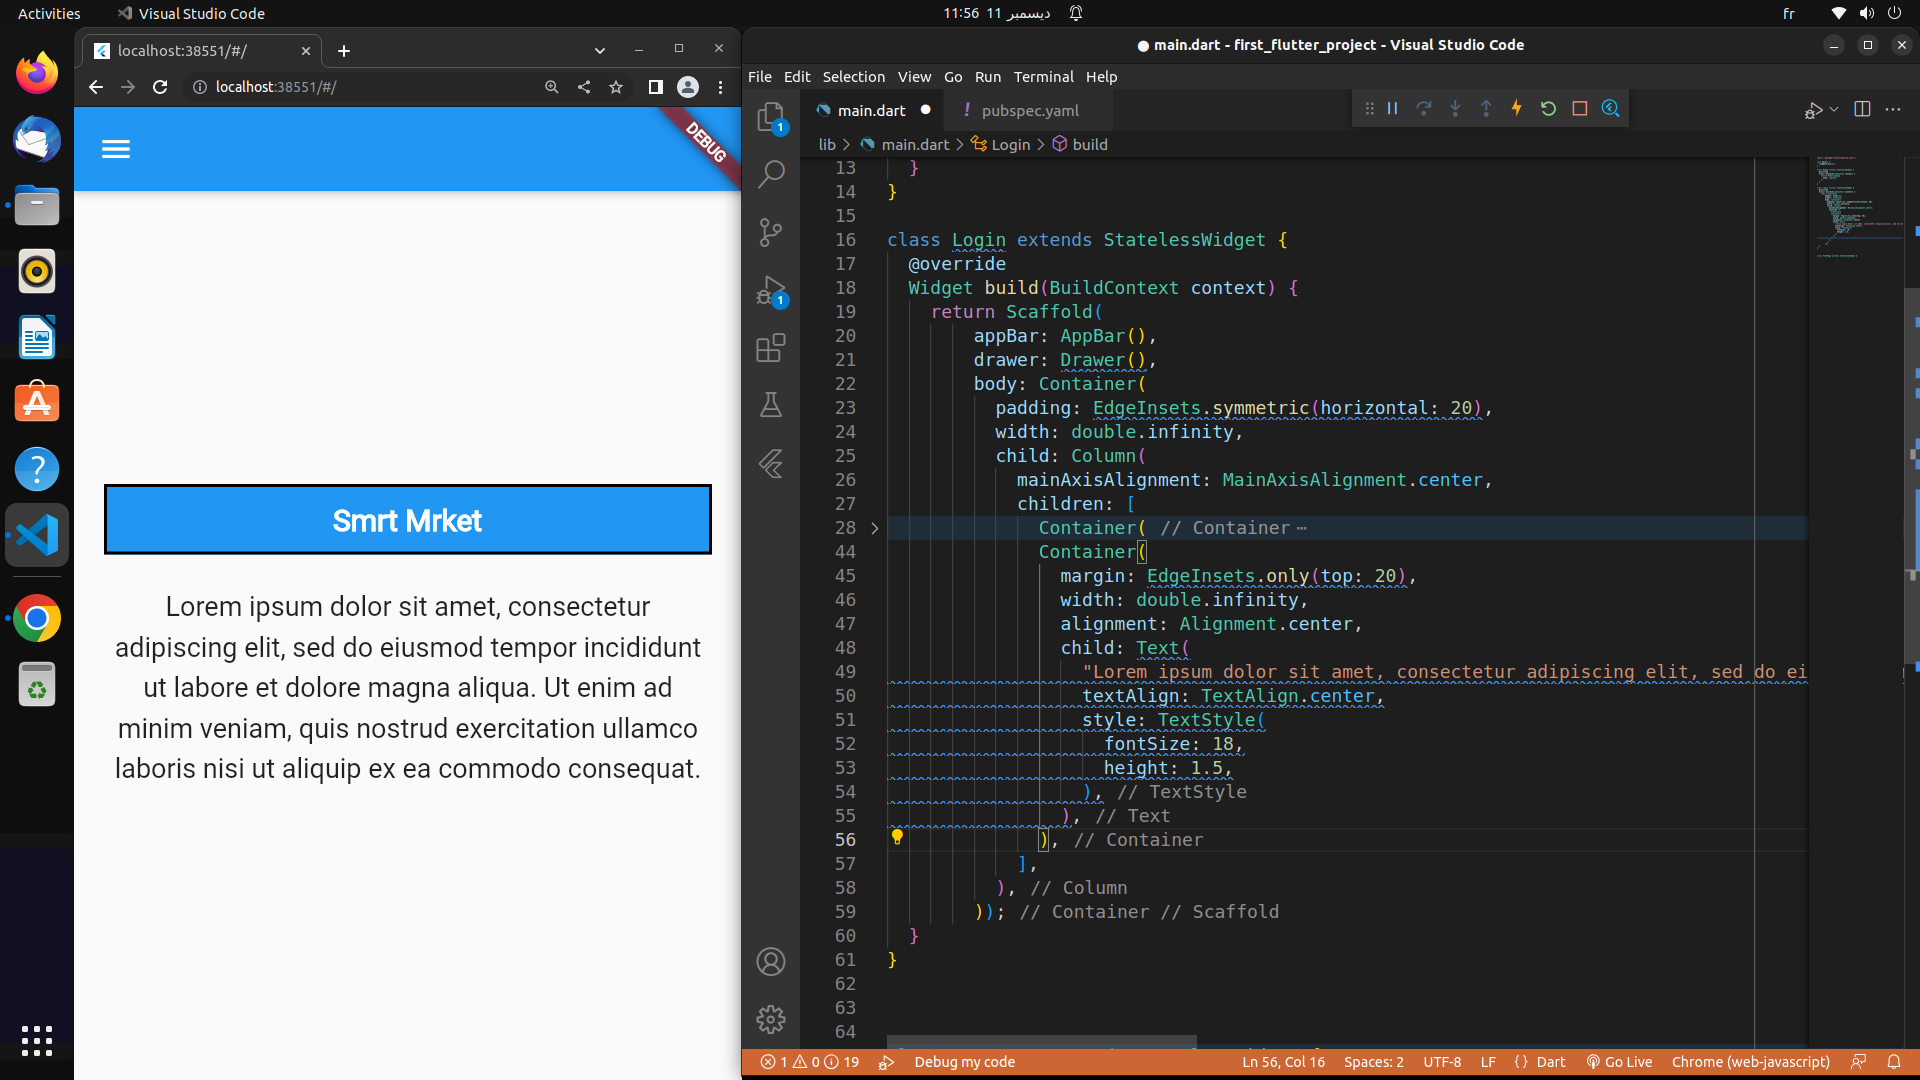 Activities
Visual Studio Code
11:56 11 ديسمبر
fr
localhost:38551/#/
localhost:38551/#/
DEBUG
Smrt Mrket
Lorem ipsum dolor sit amet, consectetur
adipiscing elit, sed do eiusmod tempor incididunt
ut labore et dolore magna aliqua. Ut enim ad
minim veniam, quis nostrud exercitation ullamco
laboris nisi ut aliquip ex ea commodo consequat.
● main.dart - first_flutter_project - Visual Studio Code
File Edit Selection View Go Run Terminal Help
main.dart ● ! pubspec.yaml
lib > main.dart > Login > build
1
1
13 }
14 }
15
16 class Login extends StatelessWidget {
17 @override
18 Widget build(BuildContext context) {
19 return Scaffold(
20 appBar: AppBar(),
21 drawer: Drawer(),
22 body: Container(
23 padding: EdgeInsets.symmetric(horizontal: 20),
24 width: double.infinity,
25 child: Column(
26 mainAxisAlignment: MainAxisAlignment.center,
27 children: [
28 Container( // Container ⋯
44 Container(
45 margin: EdgeInsets.only(top: 20),
46 width: double.infinity,
47 alignment: Alignment.center,
48 child: Text(
49 "Lorem ipsum dolor sit amet, consectetur adipiscing elit, sed do ei
50 textAlign: TextAlign.center,
51 style: TextStyle(
52 fontSize: 18,
53 height: 1.5,
54 ), // TextStyle
55 ), // Text
56 ), // Container
57 ],
58 ), // Column
59 )); // Container // Scaffold
60 }
61 }
62
63
64
1 0 19 Debug my code Ln 56, Col 16 Spaces: 2 UTF-8 LF {} Dart Go Live Chrome (web-javascript)